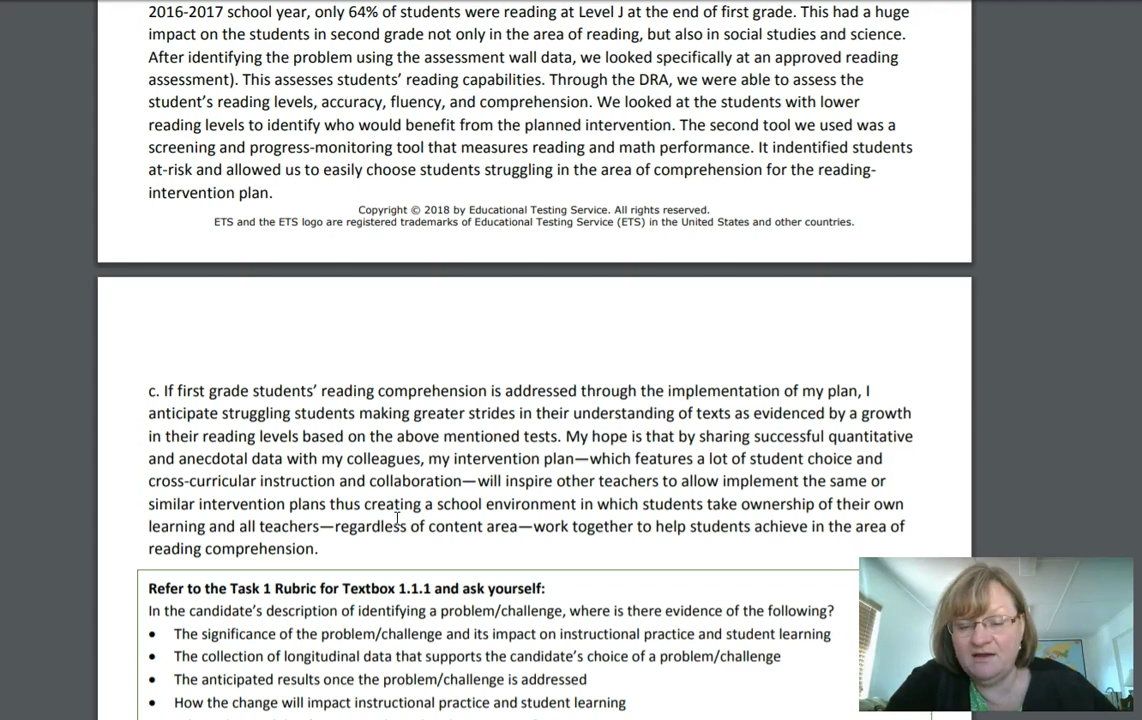 2016-2017 school year, only 64% of students were reading at Level J at the end of first grade. This had a huge
impact on the students in second grade not only in the area of reading, but also in social studies and science.
After identifying the problem using the assessment wall data, we looked specifically at an approved reading
assessment). This assesses students’ reading capabilities. Through the DRA, we were able to assess the
student’s reading levels, accuracy, fluency, and comprehension. We looked at the students with lower
reading levels to identify who would benefit from the planned intervention. The second tool we used was a
screening and progress-monitoring tool that measures reading and math performance. It indentified students
at-risk and allowed us to easily choose students struggling in the area of comprehension for the reading-
intervention plan.
Copyright © 2018 by Educational Testing Service. All rights reserved.
ETS and the ETS logo are registered trademarks of Educational Testing Service (ETS) in the United States and other countries.
c. If first grade students’ reading comprehension is addressed through the implementation of my plan, I
anticipate struggling students making greater strides in their understanding of texts as evidenced by a growth
in their reading levels based on the above mentioned tests. My hope is that by sharing successful quantitative
and anecdotal data with my colleagues, my intervention plan—which features a lot of student choice and
cross-curricular instruction and collaboration—will inspire other teachers to allow implement the same or
similar intervention plans thus creating a school environment in which students take ownership of their own
learning and all teachers—regardless of content area—work together to help students achieve in the area of
reading comprehension.
Refer to the Task 1 Rubric for Textbox 1.1.1 and ask yourself:
In the candidate’s description of identifying a problem/challenge, where is there evidence of the following?
• The significance of the problem/challenge and its impact on instructional practice and student learning
• The collection of longitudinal data that supports the candidate’s choice of a problem/challenge
• The anticipated results once the problem/challenge is addressed
• How the change will impact instructional practice and student learning